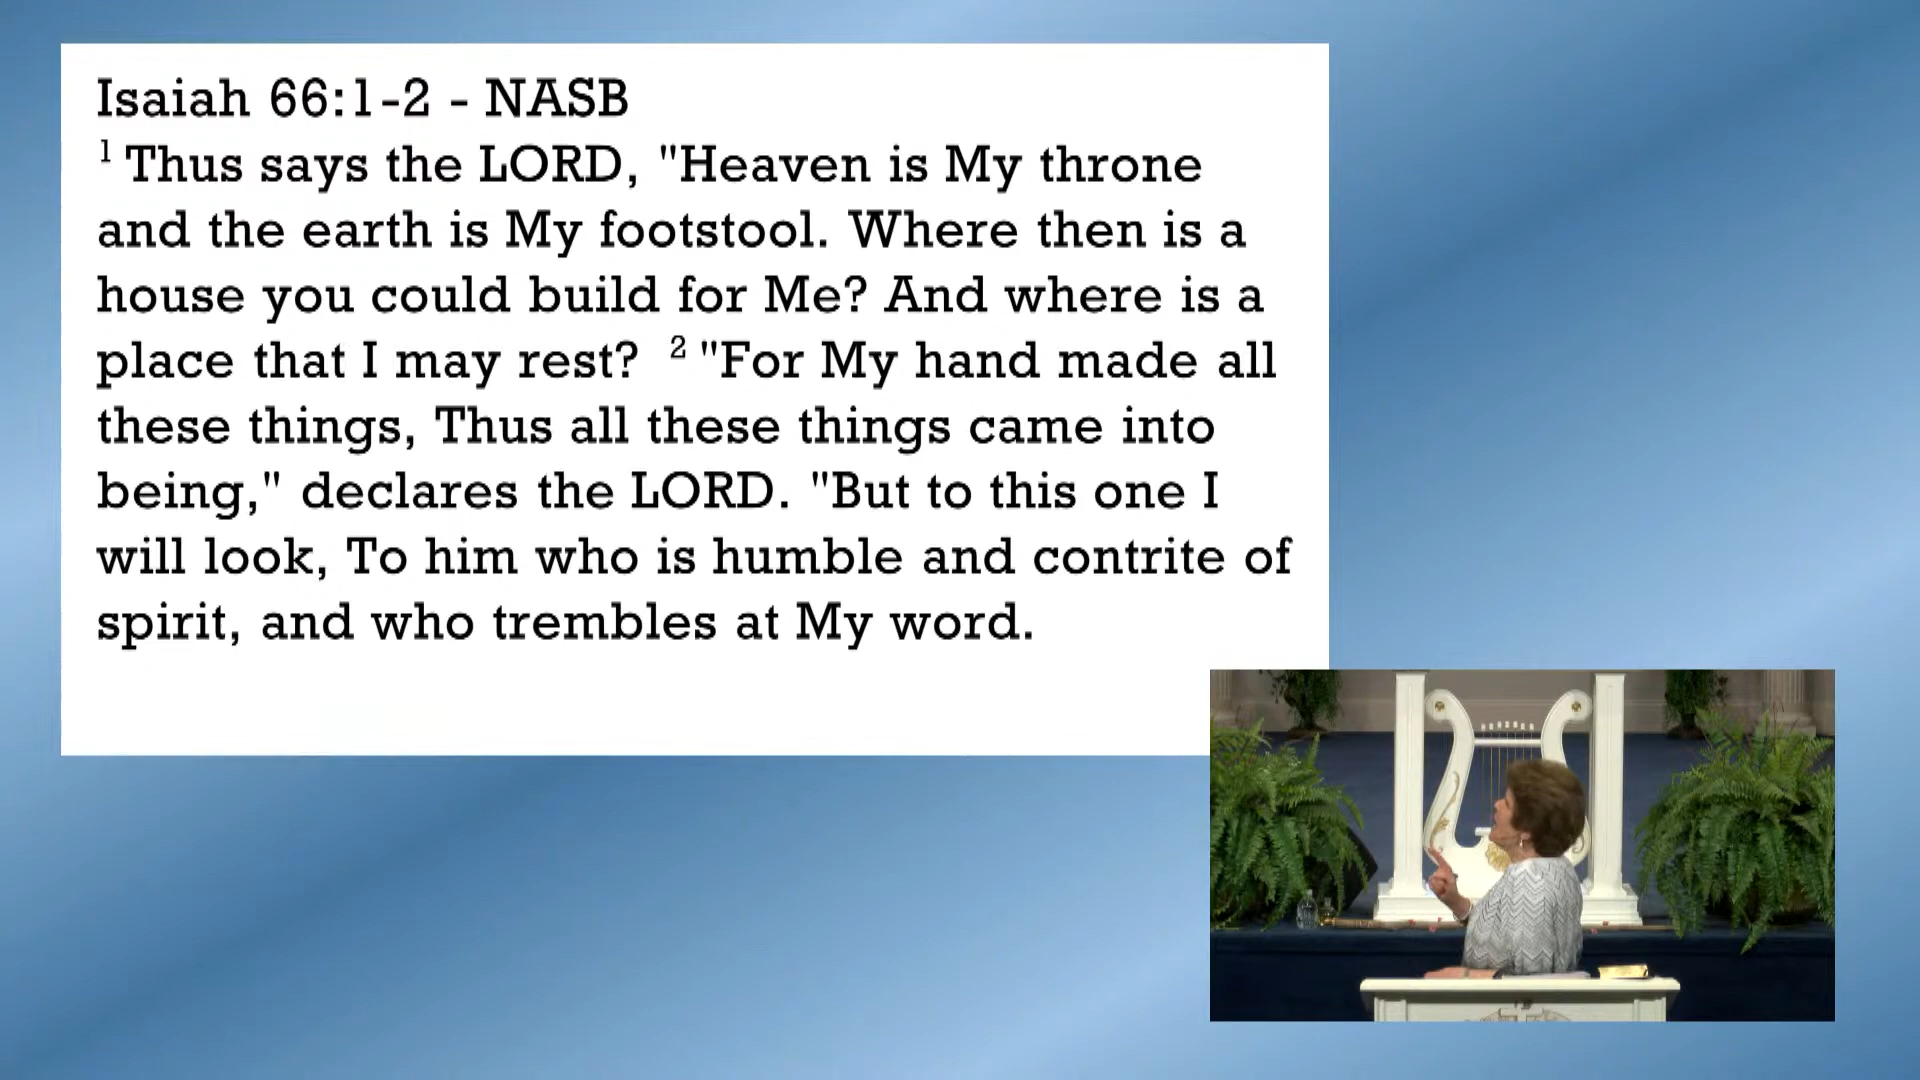 Isaiah 66:1-2 - NASB
1 Thus says the LORD, "Heaven is My throne
and the earth is My footstool. Where then is a
house you could build for Me? And where is a
place that I may rest?  2 "For My hand made all
these things, Thus all these things came into
being," declares the LORD. "But to this one I
will look, To him who is humble and contrite of
spirit, and who trembles at My word.